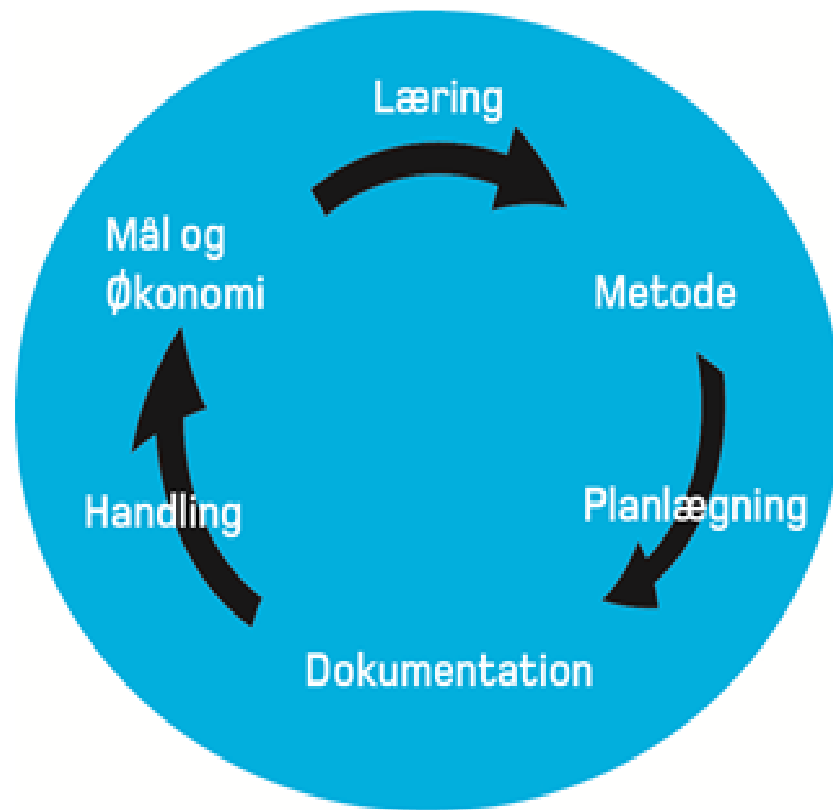 Læring
Mål og
Økonomi
Metode
Handling
Planlægning
Dokumentation